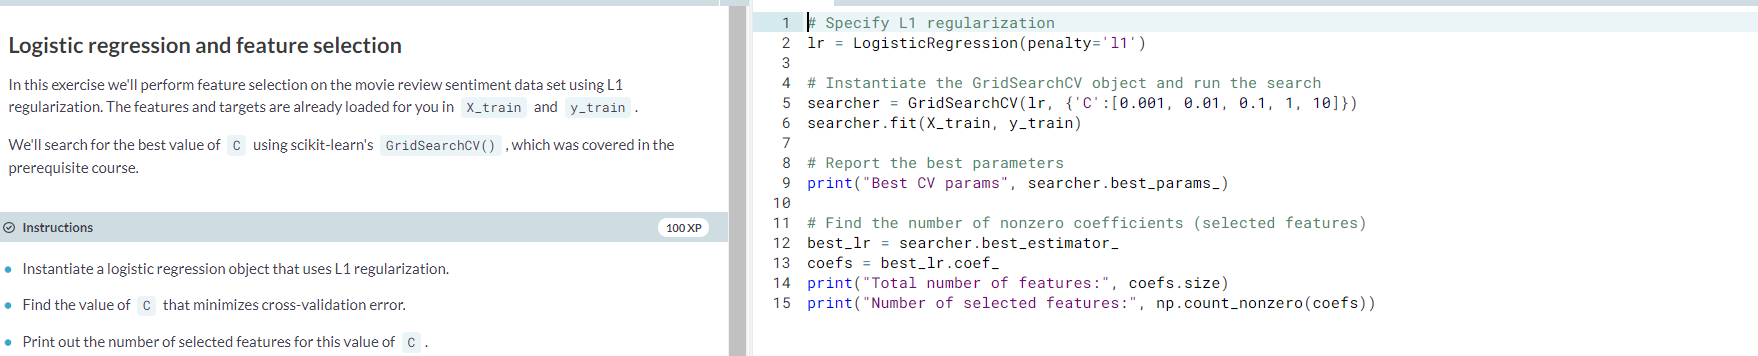 Logistic regression and feature selection
In this exercise we'll perform feature selection on the movie review sentiment data set using L1
regularization. The features and targets are already loaded for you in X_train and y_train .
We'll search for the best value of C using scikit-learn's GridSearchCV() , which was covered in the
prerequisite course.
Instructions
100 XP
Instantiate a logistic regression object that uses L1 regularization.
Find the value of C that minimizes cross-validation error.
Print out the number of selected features for this value of C .
1 # Specify L1 regularization
2 lr = LogisticRegression(penalty='l1')
3
4 # Instantiate the GridSearchCV object and run the search
5 searcher = GridSearchCV(lr, {'C':[0.001, 0.01, 0.1, 1, 10]})
6 searcher.fit(X_train, y_train)
7
8 # Report the best parameters
9 print("Best CV params", searcher.best_params_)
10
11 # Find the number of nonzero coefficients (selected features)
12 best_lr = searcher.best_estimator_
13 coefs = best_lr.coef_
14 print("Total number of features:", coefs.size)
15 print("Number of selected features:", np.count_nonzero(coefs))